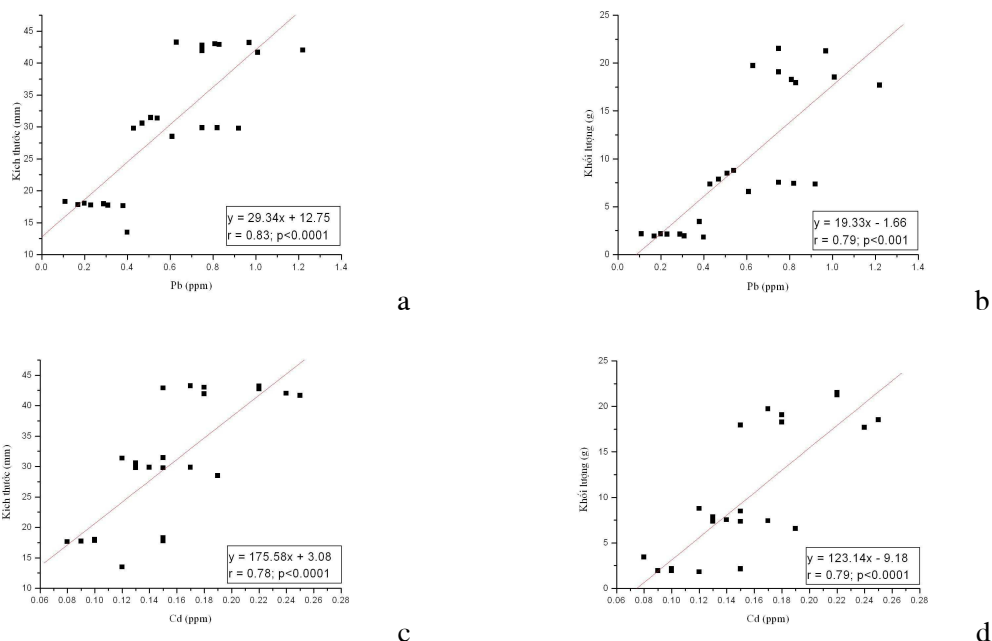 45
40
35
30
25
20
15
10
Kích thước (mm)
0.0 0.2 0.4 0.6 0.8 1.0 1.2 1.4
Pb (ppm)
y = 29.34x + 12.75
r = 0.83; p<0.0001
a
25
20
15
10
5
0
Khối lượng (g)
0.0 0.2 0.4 0.6 0.8 1.0 1.2 1.4
Pb (ppm)
y = 19.33x - 1.66
r = 0.79; p<0.001
b
45
40
35
30
25
20
15
10
Kích thước (mm)
0.06 0.08 0.10 0.12 0.14 0.16 0.18 0.20 0.22 0.24 0.26 0.28
Cd (ppm)
y = 175.58x + 3.08
r = 0.78; p<0.0001
c
25
20
15
10
5
0
Khối lượng (g)
0.06 0.08 0.10 0.12 0.14 0.16 0.18 0.20 0.22 0.24 0.26 0.28
Cd (ppm)
y = 123.14x - 9.18
r = 0.79; p<0.0001
d